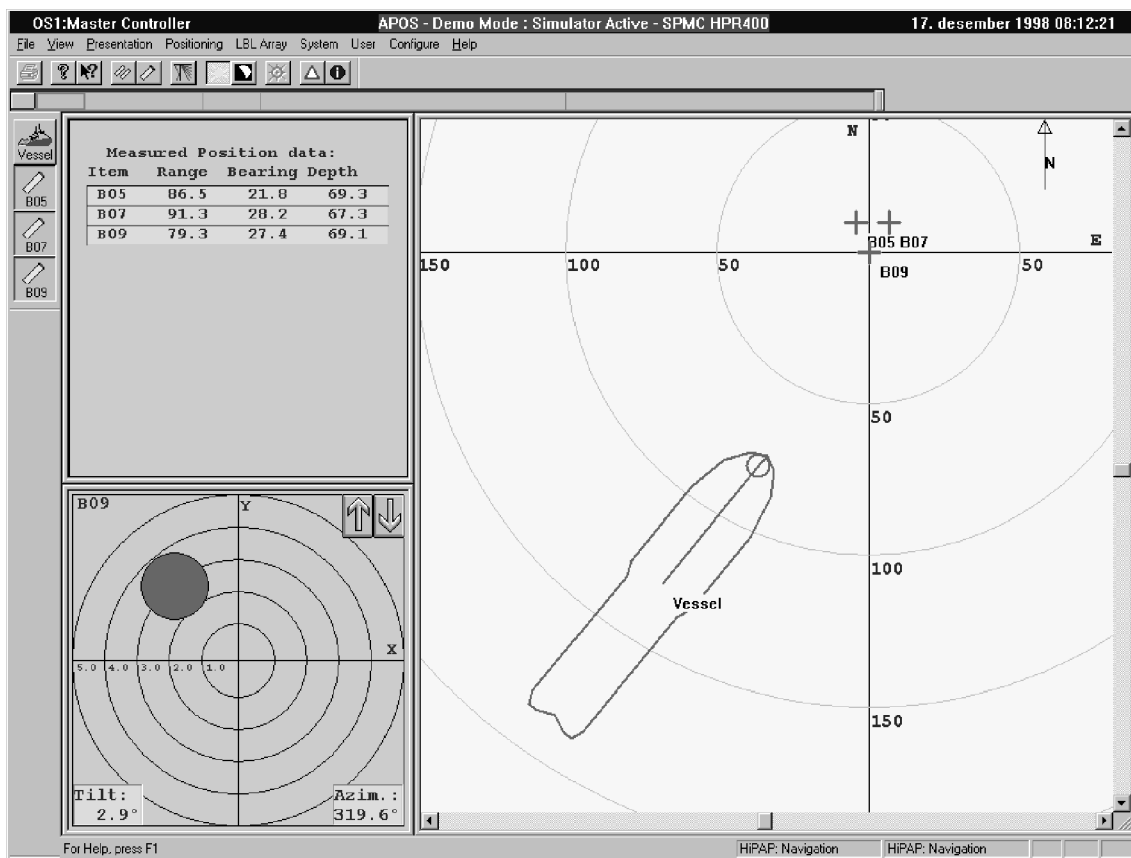 OS1:Master Controller APOS - Demo Mode : Simulator Active - SPMC HPR400 17. desember 1998 08:12:21
File View Presentation Positioning LBL Array System User Configure Help
Vessel
B05
B07
B09
Measured Position data:
Item Range Bearing Depth
B05 86.5 21.8 69.3
B07 91.3 28.2 67.3
B09 79.3 27.4 69.1
B09
Y
X
5.0 4.0 3.0 2.0 1.0
Tilt:
2.9°
Azim.:
319.6°
N
N
B05 B07
E
150 100 50 50
B09
50
100
Vessel
150
For Help, press F1 HiPAP: Navigation HiPAP: Navigation